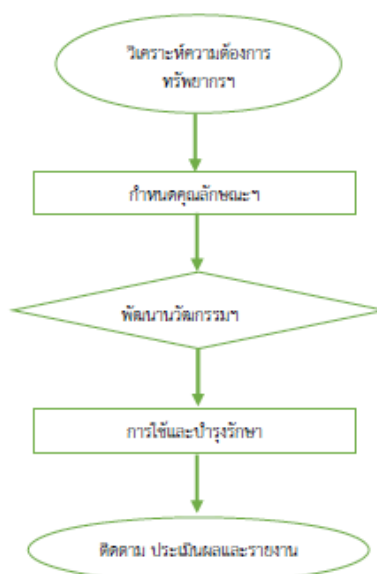 วิเคราะห์ความต้องการ
ทรัพยากรฯ
กำหนดคุณลักษณะฯ
พัฒนานวัฒกรรมฯ
การใช้และบำรุงรักษา
ติดตาม ประเมินผลและรายงาน